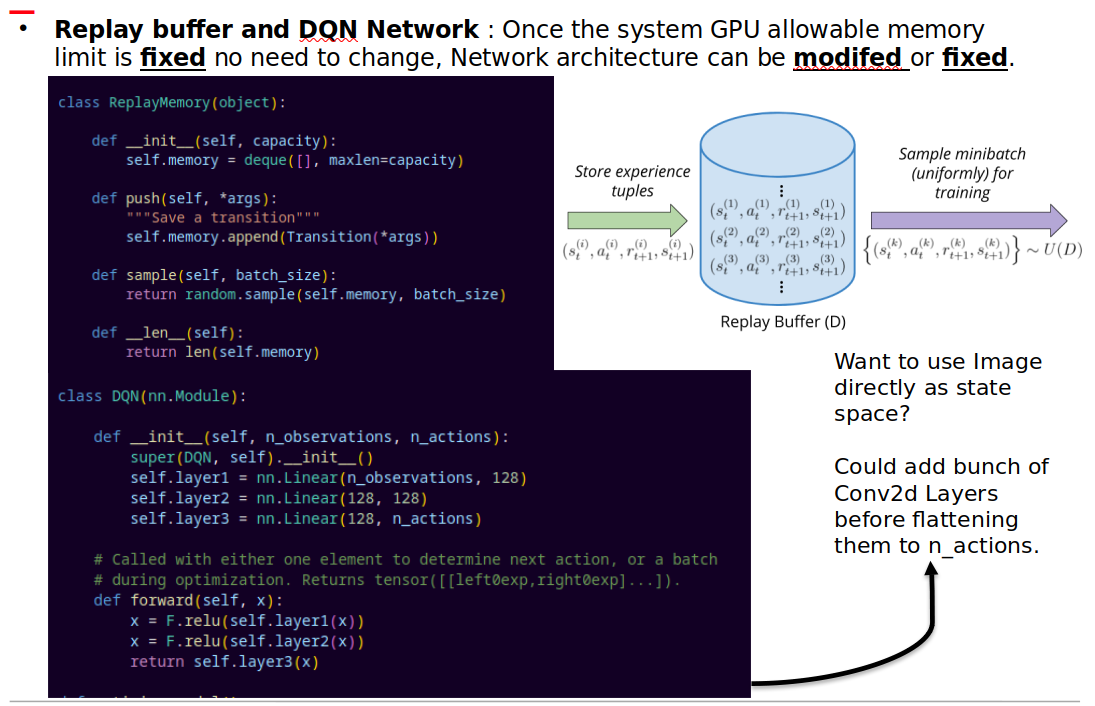 • Replay buffer and DQN Network : Once the system GPU allowable memory
limit is fixed no need to change, Network architecture can be modifed or fixed.
class ReplayMemory(object):
def __init__(self, capacity):
self.memory = deque([], maxlen=capacity)
def push(self, *args):
"""Save a transition"""
self.memory.append(Transition(*args))
def sample(self, batch_size):
return random.sample(self.memory, batch_size)
def __len__(self):
return len(self.memory)
Store experience
tuples
(s_t^{(i)}, a_t^{(i)}, r_{t+1}^{(i)}, s_{t+1}^{(i)})
⋮
(s_t^{(1)}, a_t^{(1)}, r_{t+1}^{(1)}, s_{t+1}^{(1)})
(s_t^{(2)}, a_t^{(2)}, r_{t+1}^{(2)}, s_{t+1}^{(2)})
(s_t^{(3)}, a_t^{(3)}, r_{t+1}^{(3)}, s_{t+1}^{(3)})
⋮
Replay Buffer (D)
Sample minibatch
(uniformly) for
training
{(s_t^{(k)}, a_t^{(k)}, r_{t+1}^{(k)}, s_{t+1}^{(k)})} ~ U(D)
class DQN(nn.Module):
def __init__(self, n_observations, n_actions):
super(DQN, self).__init__()
self.layer1 = nn.Linear(n_observations, 128)
self.layer2 = nn.Linear(128, 128)
self.layer3 = nn.Linear(128, n_actions)
# Called with either one element to determine next action, or a batch
# during optimization. Returns tensor([[left0exp,right0exp]...]).
def forward(self, x):
x = F.relu(self.layer1(x))
x = F.relu(self.layer2(x))
return self.layer3(x)
Want to use Image
directly as state
space?
Could add bunch of
Conv2d Layers
before flattening
them to n_actions.